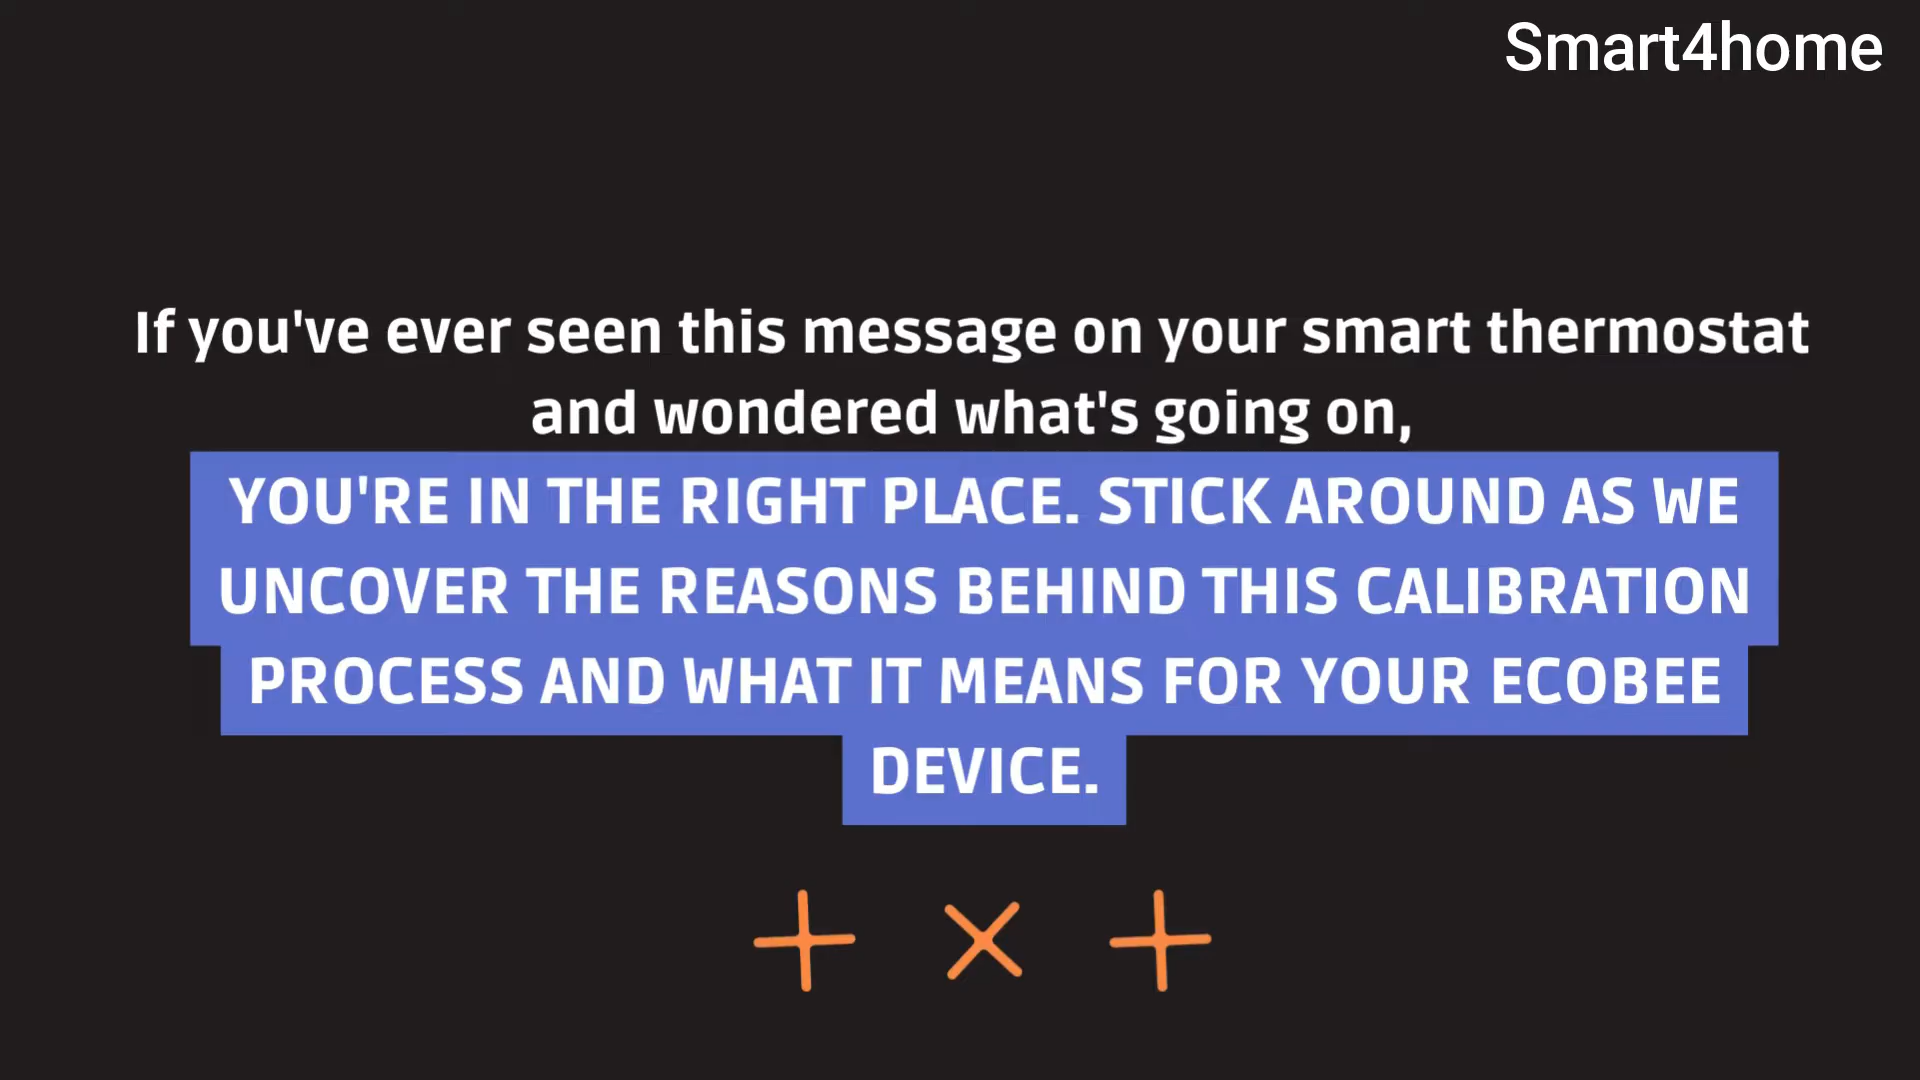 Smart4home
If you've ever seen this message on your smart thermostat
and wondered what's going on,
YOU'RE IN THE RIGHT PLACE. STICK AROUND AS WE
UNCOVER THE REASONS BEHIND THIS CALIBRATION
PROCESS AND WHAT IT MEANS FOR YOUR ECOBEE
DEVICE.